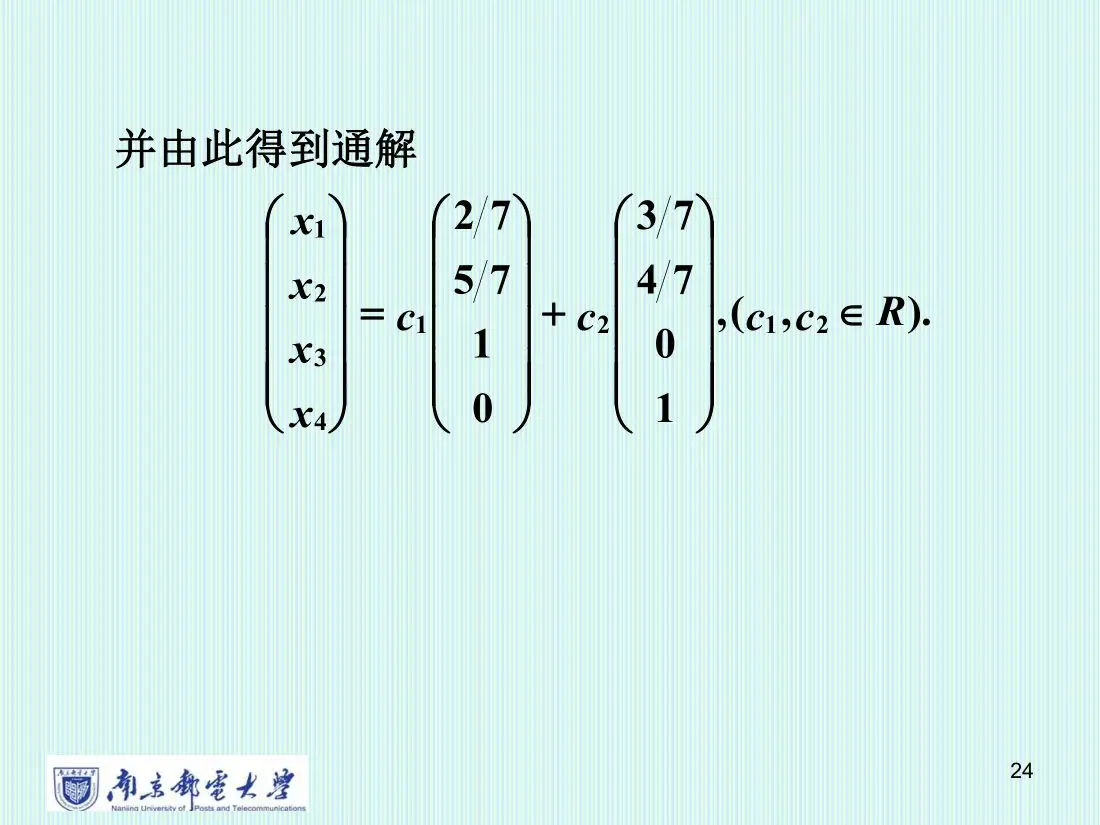 并由此得到通解
(x1 x2 x3 x4) = c1 (2/7 5/7 1 0) + c2 (3/7 4/7 0 1) ,(c1,c2 ∈ R).
南京邮电大学
Nanjing University of Posts and Telecommunications
24